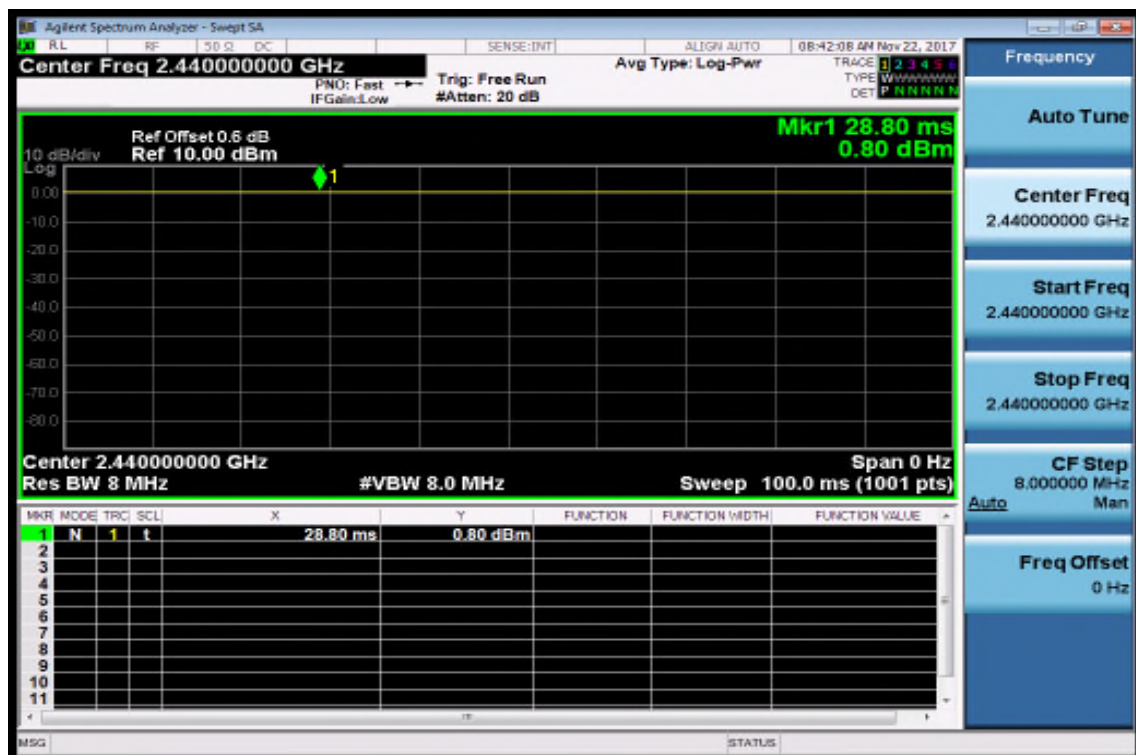 Agilent Spectrum Analyzer - Swept SA
RL RF 50 Ω DC SENSE:INT ALIGN AUTO 08:42:08 AM Nov 22, 2017
Center Freq 2.440000000 GHz
PNO: Fast
IFGain:Low
Trig: Free Run
#Atten: 20 dB
Avg Type: Log-Pwr
TRACE 1 2 3 4 5 6
TYPE WWWWWWW
DET P N N N N N
Mkr1 28.80 ms
0.80 dBm
Ref Offset 0.6 dB
10 dB/div Ref 10.00 dBm
Log
1
0.00
-10.0
-20.0
-30.0
-40.0
-50.0
-60.0
-70.0
-80.0
Center 2.440000000 GHz Span 0 Hz
Res BW 8 MHz #VBW 8.0 MHz Sweep 100.0 ms (1001 pts)
MKR MODE TRC SCL X Y FUNCTION FUNCTION WIDTH FUNCTION VALUE
1 N 1 t 28.80 ms 0.80 dBm
2
3
4
5
6
7
8
9
10
11
MSG STATUS
Frequency
Auto Tune
Center Freq
2.440000000 GHz
Start Freq
2.440000000 GHz
Stop Freq
2.440000000 GHz
CF Step
8.000000 MHz
Auto Man
Freq Offset
0 Hz